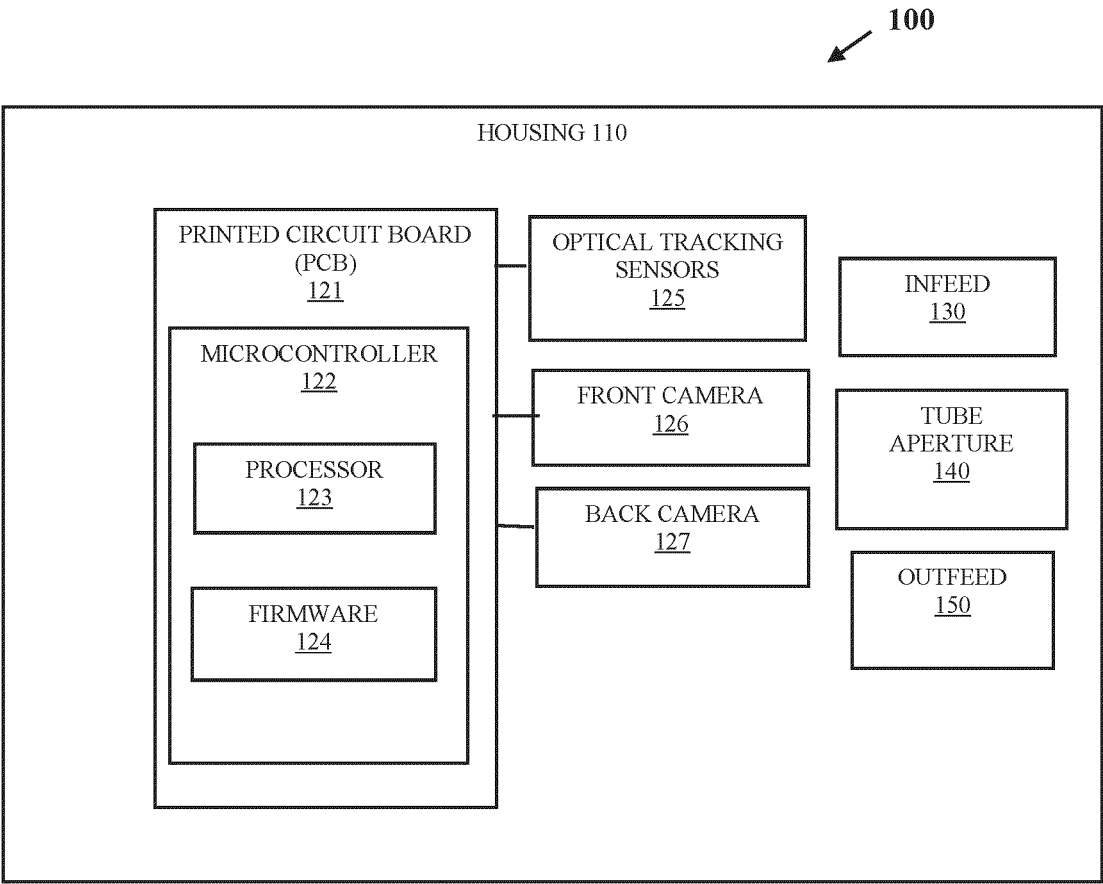 100
HOUSING 110
PRINTED CIRCUIT BOARD
(PCB)
121
MICROCONTROLLER
122
PROCESSOR
123
FIRMWARE
124
OPTICAL TRACKING
SENSORS
125
FRONT CAMERA
126
BACK CAMERA
127
INFEED
130
TUBE
APERTURE
140
OUTFEED
150